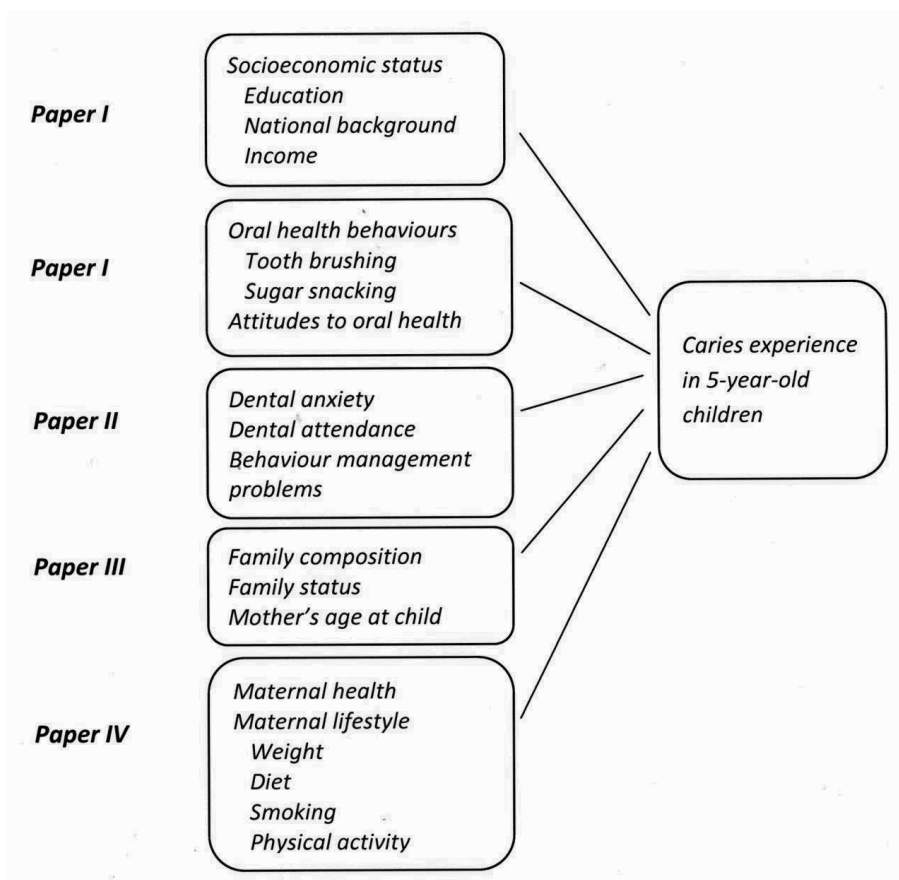 Paper I
Socioeconomic status
Education
National background
Income
Paper I
Oral health behaviours
Tooth brushing
Sugar snacking
Attitudes to oral health
Paper II
Dental anxiety
Dental attendance
Behaviour management
problems
Paper III
Family composition
Family status
Mother's age at child
Paper IV
Maternal health
Maternal lifestyle
Weight
Diet
Smoking
Physical activity
Caries experience
in 5-year-old
children